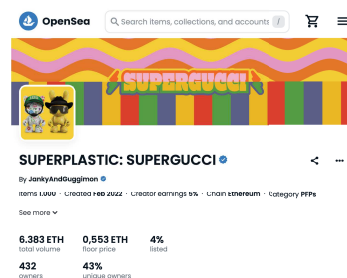 OpenSea
Search items, collections, and accounts /
SUPERGUCCI
SUPERPLASTIC: SUPERGUCCI
By JankyAndGuggimon
Items 1,000 · Created Feb 2022 · Creator earnings 5% · Chain Ethereum · Category PFPs
See more
6.383 ETH 0,553 ETH 4%
total volume floor price listed
432 43%
owners unique owners